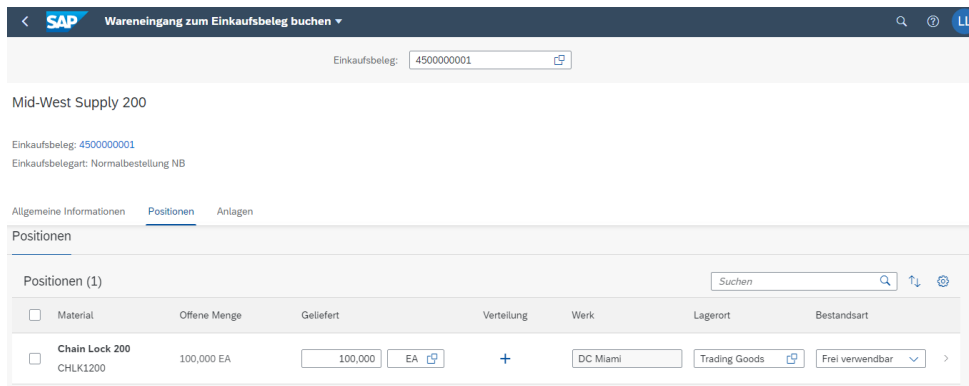 SAP Wareneingang zum Einkaufsbeleg buchen LL
Einkaufsbeleg: 4500000001
Mid-West Supply 200
Einkaufsbeleg: 4500000001
Einkaufsbelegart: Normalbestellung NB
Allgemeine Informationen Positionen Anlagen
Positionen
Positionen (1) Suchen
Material Offene Menge Geliefert Verteilung Werk Lagerort Bestandsart
Chain Lock 200
CHLK1200 100,000 EA 100,000 EA + DC Miami Trading Goods Frei verwendbar